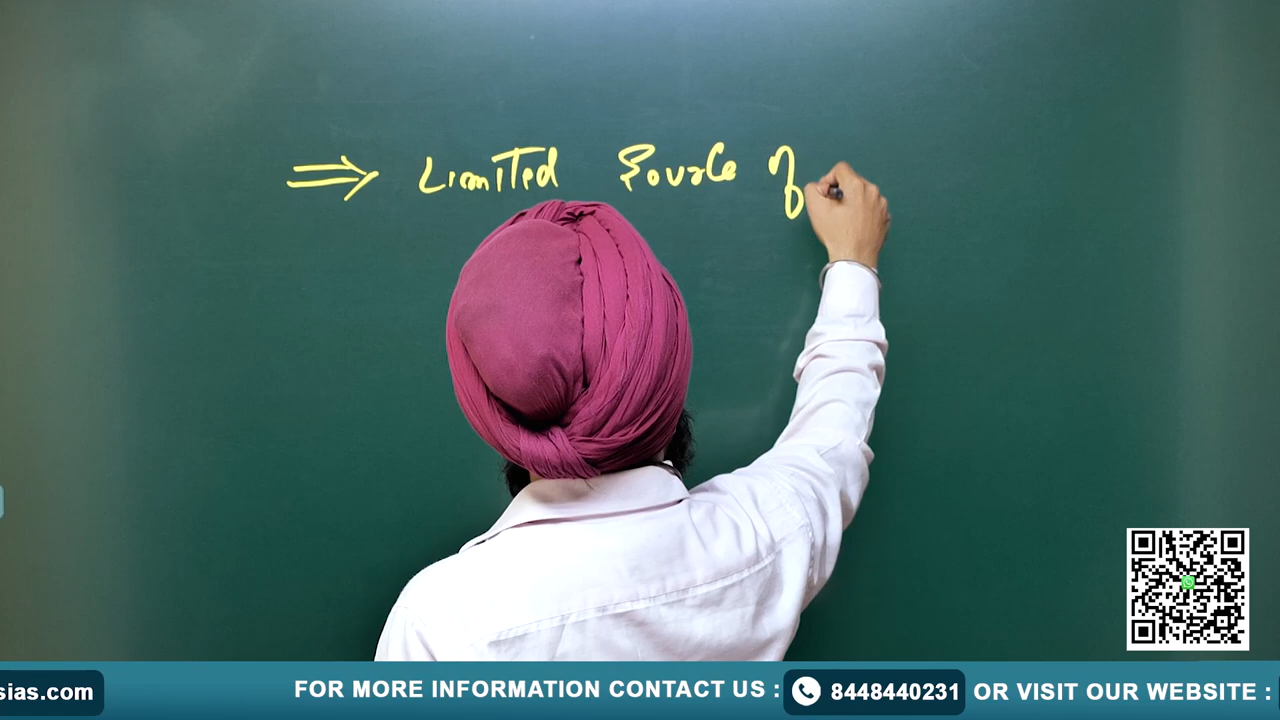 ⇒ Limited Source of
sias.com FOR MORE INFORMATION CONTACT US : 8448440231 OR VISIT OUR WEBSITE :